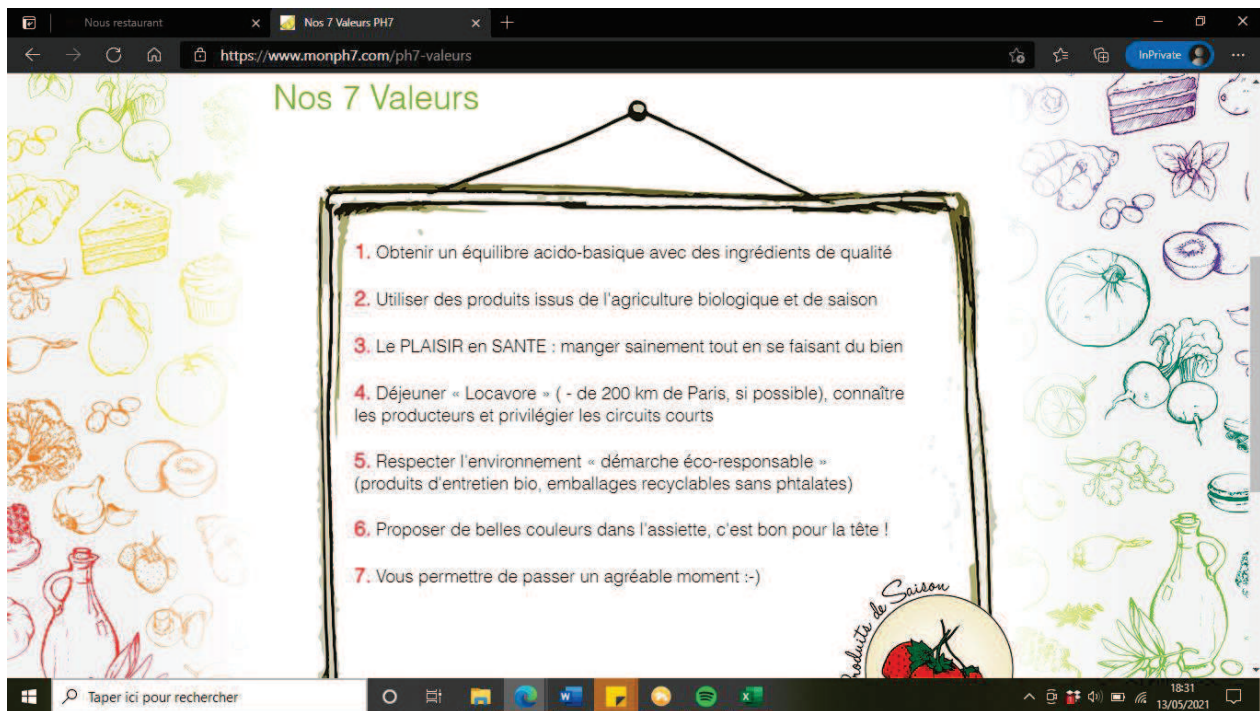 Nous restaurant
Nos 7 Valeurs PH7
https://www.monph7.com/ph7-valeurs
InPrivate
Nos 7 Valeurs
1. Obtenir un équilibre acido-basique avec des ingrédients de qualité
2. Utiliser des produits issus de l'agriculture biologique et de saison
3. Le PLAISIR en SANTE : manger sainement tout en se faisant du bien
4. Déjeuner « Locavore » ( - de 200 km de Paris, si possible), connaître
les producteurs et privilégier les circuits courts
5. Respecter l'environnement « démarche éco-responsable »
(produits d'entretien bio, emballages recyclables sans phtalates)
6. Proposer de belles couleurs dans l'assiette, c'est bon pour la tête !
7. Vous permettre de passer un agréable moment :-)
Produits de Saison
Taper ici pour rechercher
18:31
13/05/2021